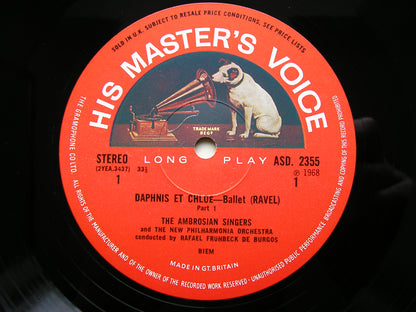 SOLD IN U.K. SUBJECT TO RESALE PRICE CONDITIONS, SEE PRICE LISTS
HIS MASTER'S VOICE
TRADE MARK
REGD
STEREO LONG PLAY ASD. 2355
(2YEA.3437) 33⅓ ℗ 1968
1 1
DAPHNIS ET CHLOE—Ballet (RAVEL)
Part 1
THE AMBROSIAN SINGERS
and THE NEW PHILHARMONIA ORCHESTRA
conducted by RAFAEL FRUHBECK DE BURGOS
BIEM
MADE IN GT. BRITAIN
THE GRAMOPHONE CO. LTD. ALL RIGHTS OF THE MANUFACTURER AND OF THE OWNER OF THE RECORDED WORK RESERVED · UNAUTHORISED PUBLIC PERFORMANCE BROADCASTING AND COPYING OF THIS RECORD PROHIBITED